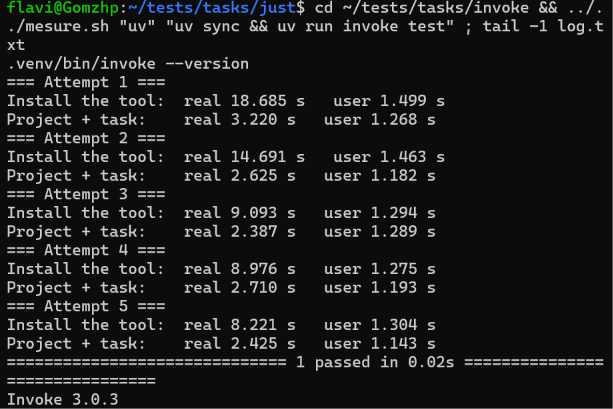 flavi@Gomzhp:~/tests/tasks/just$ cd ~/tests/tasks/invoke && ../.
./mesure.sh "uv" "uv sync && uv run invoke test" ; tail -1 log.t
xt
.venv/bin/invoke --version
=== Attempt 1 ===
Install the tool:  real 18.685 s   user 1.499 s
Project + task:    real 3.220 s   user 1.268 s
=== Attempt 2 ===
Install the tool:  real 14.691 s   user 1.463 s
Project + task:    real 2.625 s   user 1.182 s
=== Attempt 3 ===
Install the tool:  real 9.093 s   user 1.294 s
Project + task:    real 2.387 s   user 1.289 s
=== Attempt 4 ===
Install the tool:  real 8.976 s   user 1.275 s
Project + task:    real 2.710 s   user 1.193 s
=== Attempt 5 ===
Install the tool:  real 8.221 s   user 1.304 s
Project + task:    real 2.425 s   user 1.143 s
============================== 1 passed in 0.02s ===============
================
Invoke 3.0.3